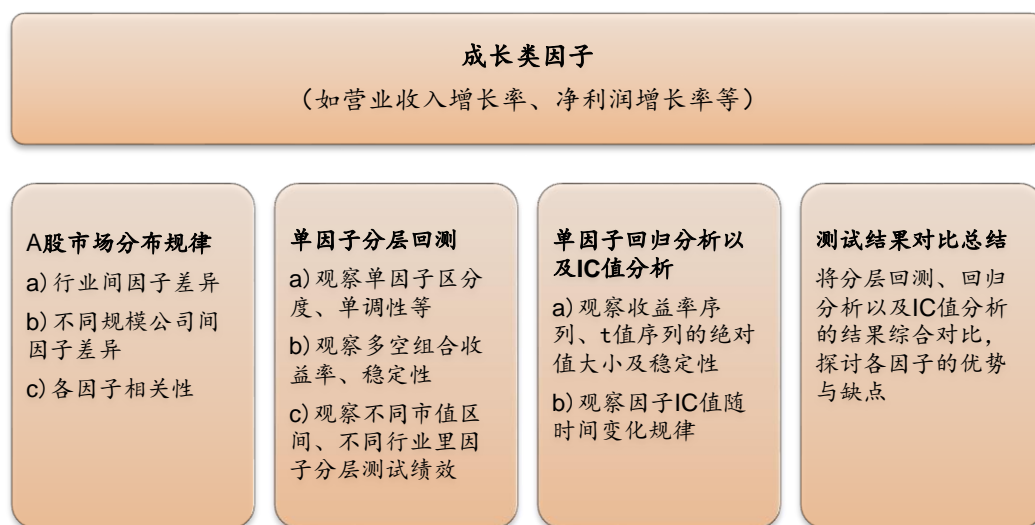 成长类因子
（如营业收入增长率、净利润增长率等）
A股市场分布规律
a)行业间因子差异
b)不同规模公司间
因子差异
c)各因子相关性
单因子分层回测
a)观察单因子区分
度、单调性等
b)观察多空组合收
益率、稳定性
c)观察不同市值区
间、不同行业里因
子分层测试绩效
单因子回归分析以
及IC值分析
a)观察收益率序
列、t值序列的绝对
值大小及稳定性
b)观察因子IC值随
时间变化规律
测试结果对比总结
将分层回测、回归
分析以及IC值分析
的结果综合对比，
探讨各因子的优势
与缺点